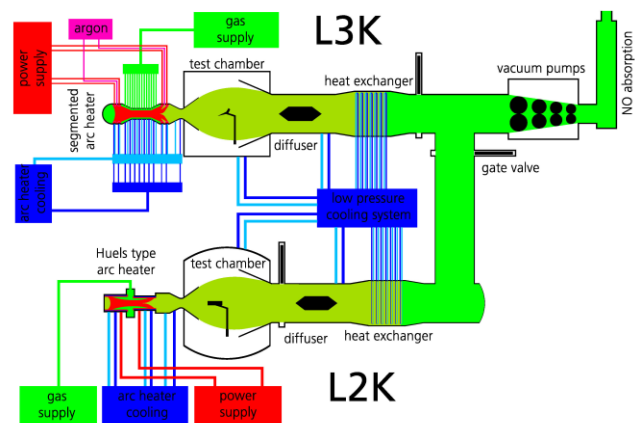 L3K
argon
gas
supply
power
supply
test chamber
heat exchanger
vacuum pumps
NO absorption
segmented
arc heater
diffuser
gate valve
arc heater
cooling
low pressure
cooling system
Huels type
arc heater
test chamber
diffuser
heat exchanger
L2K
gas
supply
arc heater
cooling
power
supply